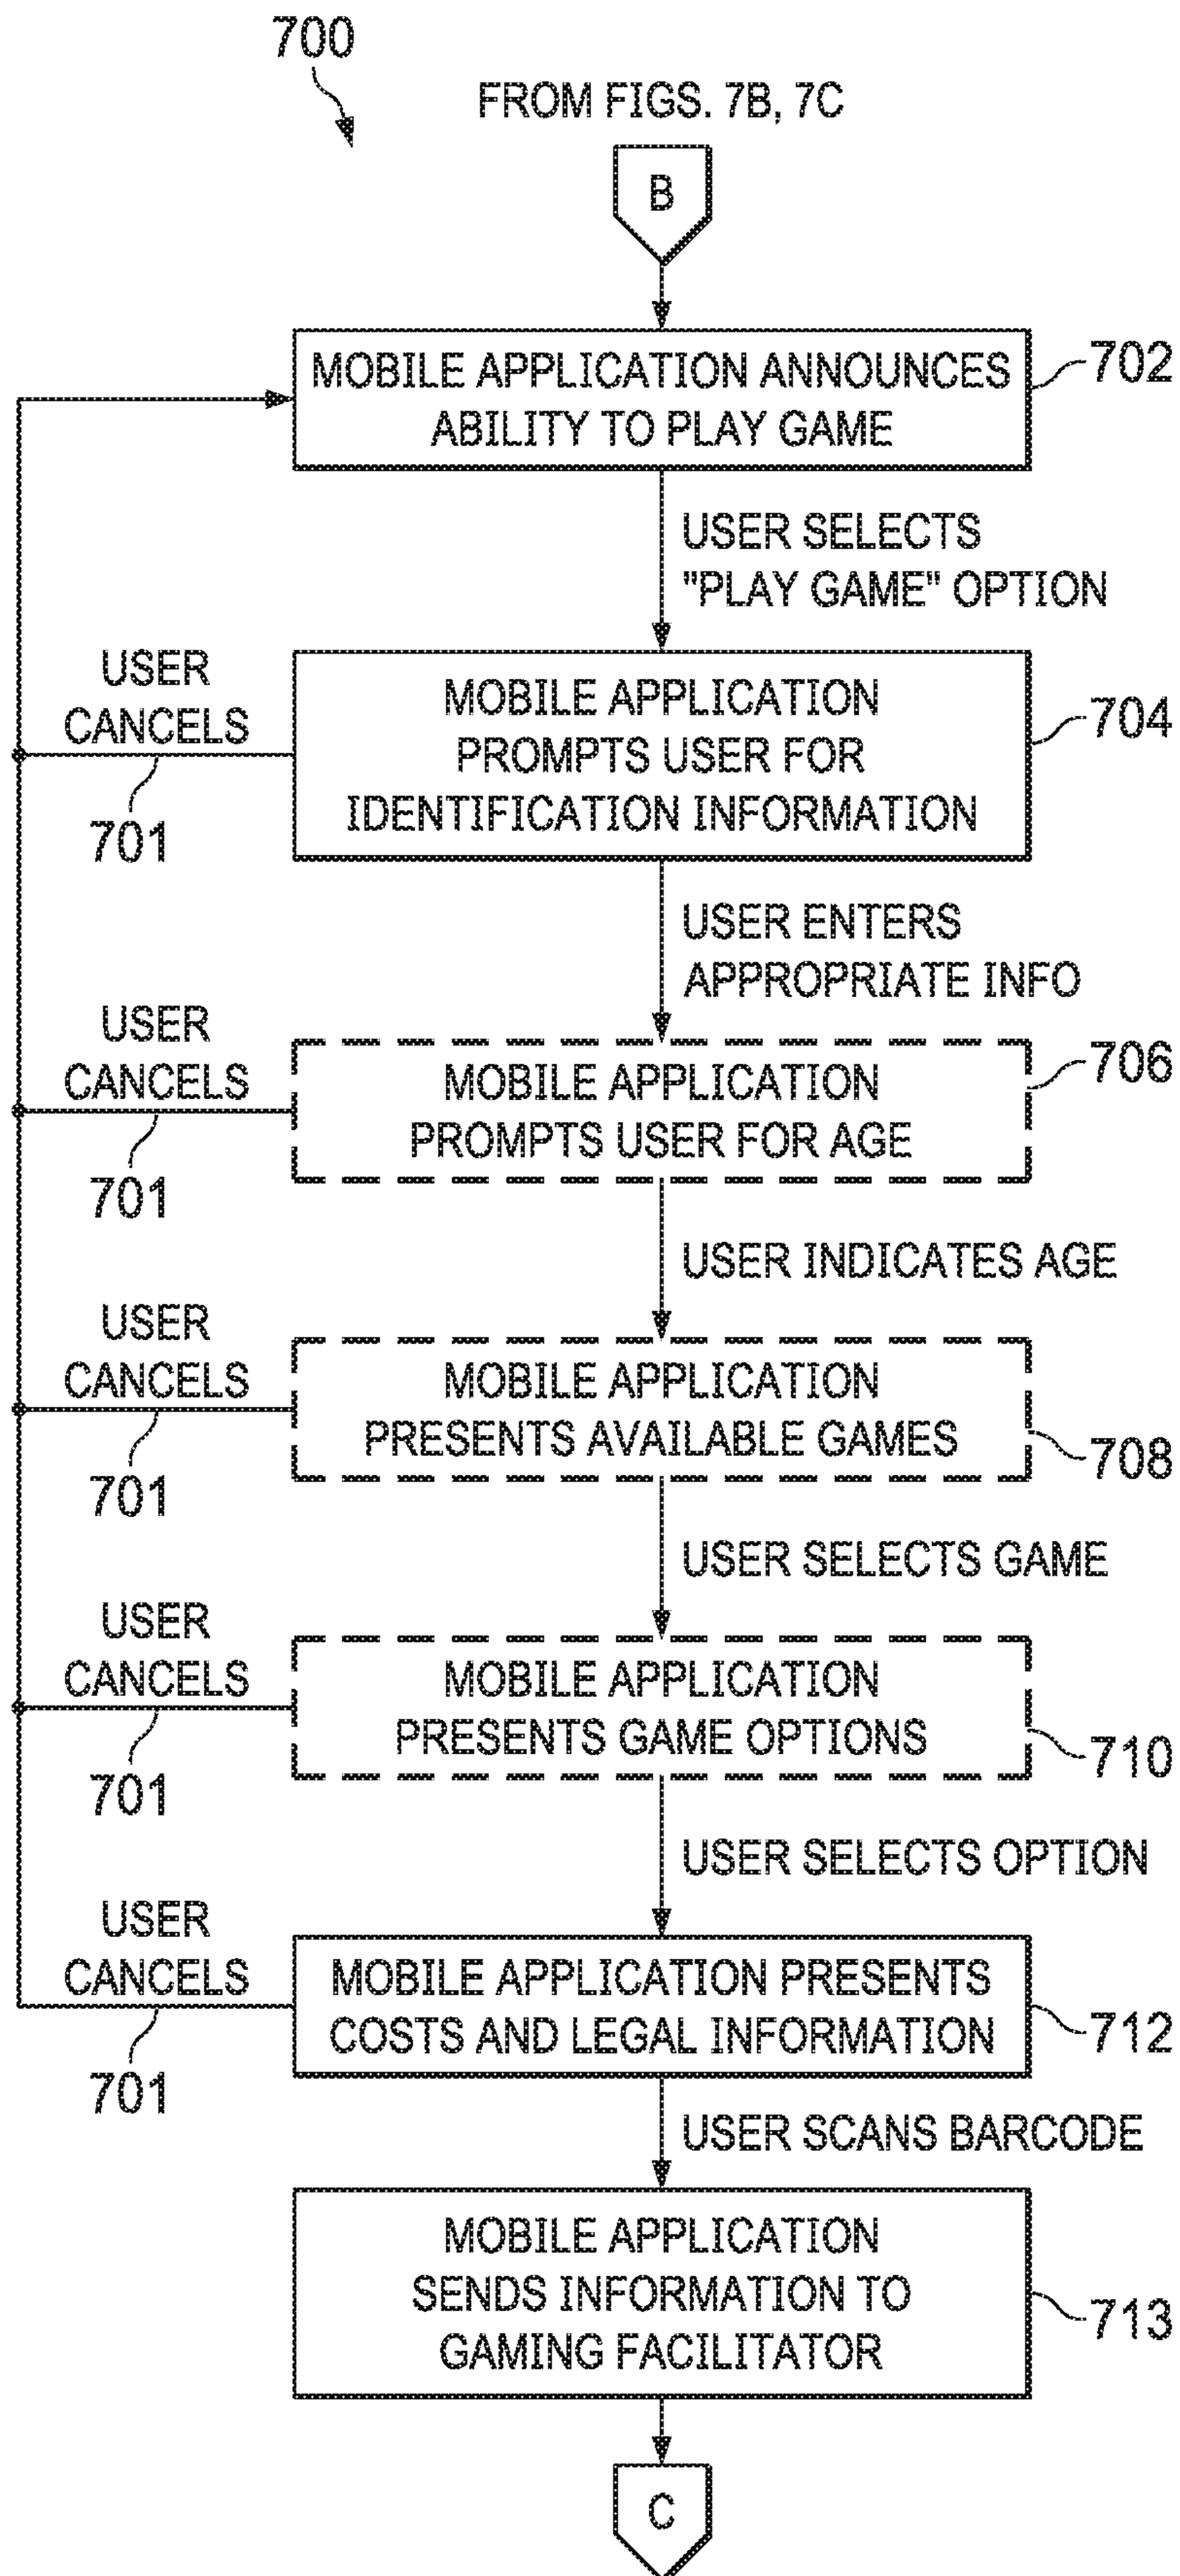 700
FROM FIGS. 7B, 7C
B
MOBILE APPLICATION ANNOUNCES
ABILITY TO PLAY GAME
702
USER SELECTS
"PLAY GAME" OPTION
USER
CANCELS
701
MOBILE APPLICATION
PROMPTS USER FOR
IDENTIFICATION INFORMATION
704
USER ENTERS
APPROPRIATE INFO
USER
CANCELS
701
MOBILE APPLICATION
PROMPTS USER FOR AGE
706
USER INDICATES AGE
USER
CANCELS
701
MOBILE APPLICATION
PRESENTS AVAILABLE GAMES
708
USER SELECTS GAME
USER
CANCELS
701
MOBILE APPLICATION
PRESENTS GAME OPTIONS
710
USER SELECTS OPTION
USER
CANCELS
701
MOBILE APPLICATION PRESENTS
COSTS AND LEGAL INFORMATION
712
USER SCANS BARCODE
MOBILE APPLICATION
SENDS INFORMATION TO
GAMING FACILITATOR
713
C